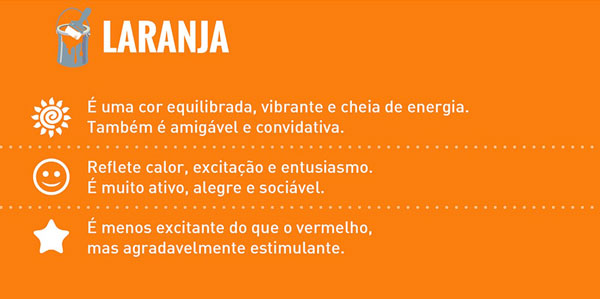 LARANJA
É uma cor equilibrada, vibrante e cheia de energia.
Também é amigável e convidativa.
Reflete calor, excitação e entusiasmo.
É muito ativo, alegre e sociável.
É menos excitante do que o vermelho,
mas agradavelmente estimulante.